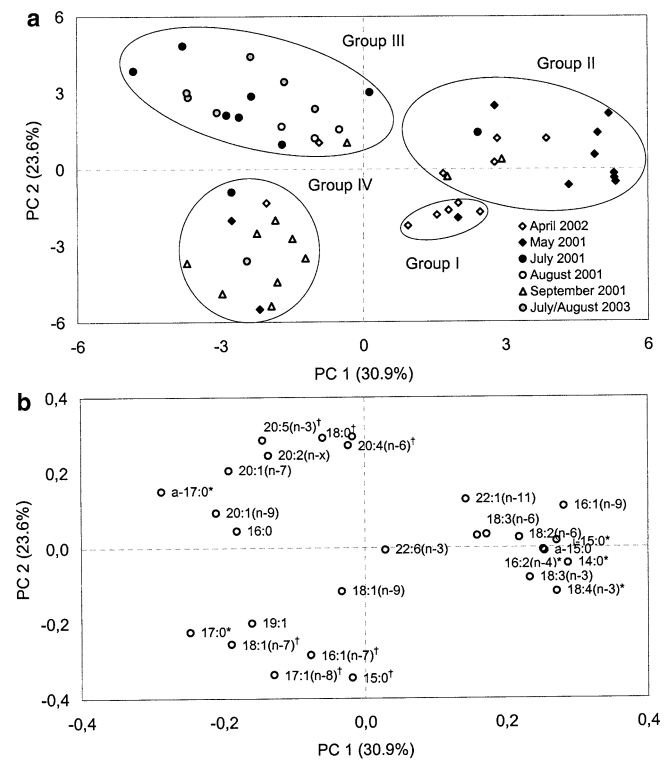 a
6
Group III
Group II
3
PC 2 (23.6%)
0
Group IV
-3
Group I
◇ April 2002
◆ May 2001
● July 2001
○ August 2001
△ September 2001
July/August 2003
-6
-6 -3 0 3 6
PC 1 (30.9%)
b
0,4
20:5(n-3)† 18:0†
20:4(n-6)†
20:2(n-x)
0,2
20:1(n-7)
a-17:0*
22:1(n-11)
16:1(n-9)
20:1(n-9)
18:3(n-6)
16:0
18:2(n-6)
i-15:0*
PC 2 (23.6%)
0,0
22:6(n-3)
a-15:0
16:2(n-4)* 14:0*
18:3(n-3)
18:1(n-9)
18:4(n-3)*
-0,2
19:1
17:0*
18:1(n-7)†
16:1(n-7)†
17:1(n-8)† 15:0†
-0,4
-0,4 -0,2 0,0 0,2 0,4
PC 1 (30.9%)